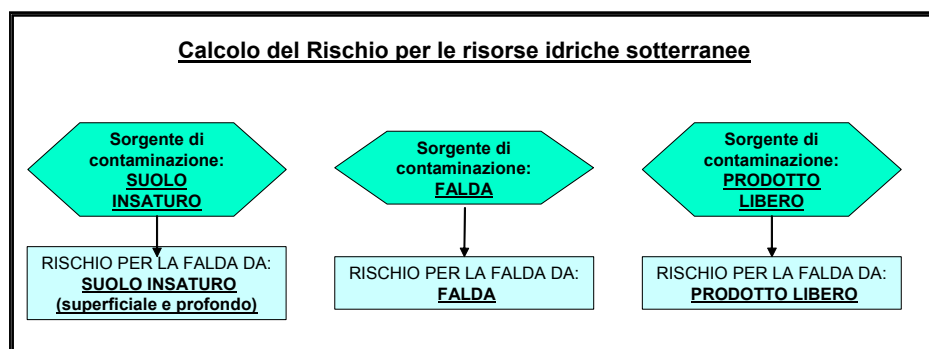 Calcolo del Rischio per le risorse idriche sotterranee
Sorgente di
contaminazione:
SUOLO
INSATURO
RISCHIO PER LA FALDA DA:
SUOLO INSATURO
(superficiale e profondo)
Sorgente di
contaminazione:
FALDA
RISCHIO PER LA FALDA DA:
FALDA
Sorgente di
contaminazione:
PRODOTTO
LIBERO
RISCHIO PER LA FALDA DA:
PRODOTTO LIBERO